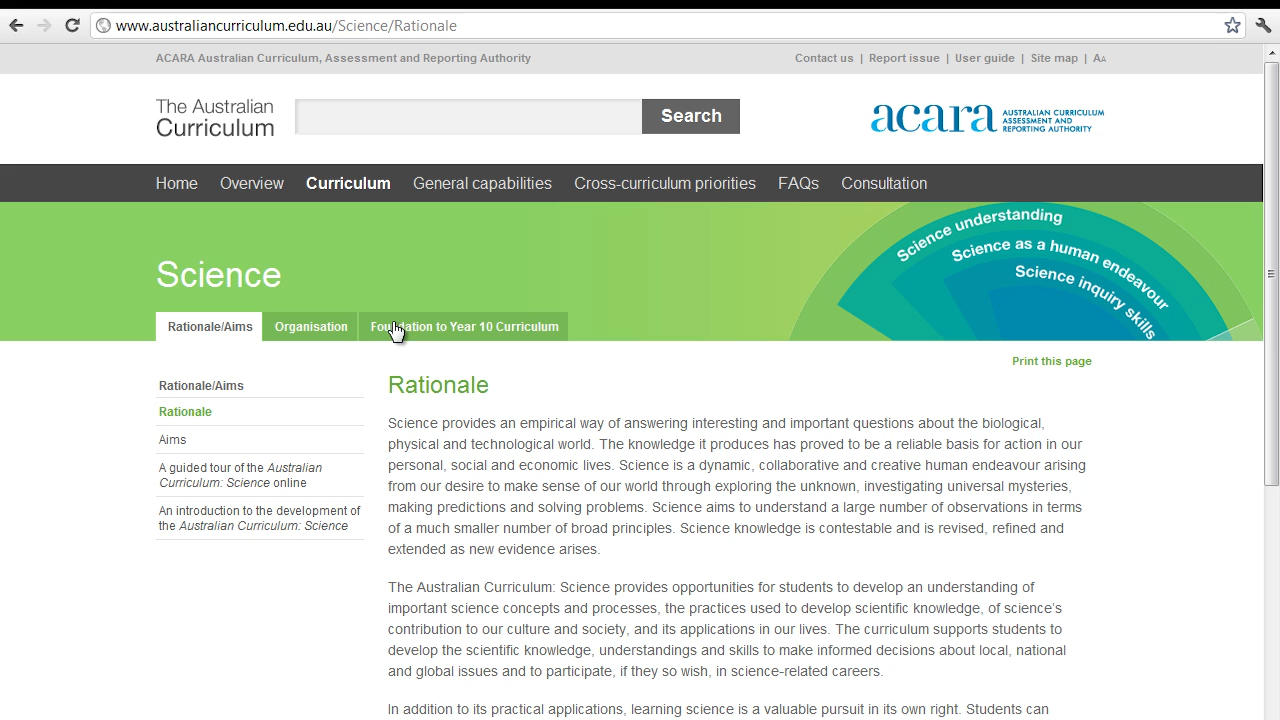 www.australiancurriculum.edu.au/Science/Rationale
ACARA Australian Curriculum, Assessment and Reporting Authority
Contact us | Report issue | User guide | Site map | AA
The Australian
Curriculum
Search
acara
AUSTRALIAN CURRICULUM
ASSESSMENT AND
REPORTING AUTHORITY
Home Overview Curriculum General capabilities Cross-curriculum priorities FAQs Consultation
Science understanding
Science as a human endeavour
Science inquiry skills
Science
Rationale/Aims Organisation Foundation to Year 10 Curriculum
Print this page
Rationale/Aims
Rationale
Aims
A guided tour of the Australian
Curriculum: Science online
An introduction to the development of
the Australian Curriculum: Science
Rationale
Science provides an empirical way of answering interesting and important questions about the biological,
physical and technological world. The knowledge it produces has proved to be a reliable basis for action in our
personal, social and economic lives. Science is a dynamic, collaborative and creative human endeavour arising
from our desire to make sense of our world through exploring the unknown, investigating universal mysteries,
making predictions and solving problems. Science aims to understand a large number of observations in terms
of a much smaller number of broad principles. Science knowledge is contestable and is revised, refined and
extended as new evidence arises.
The Australian Curriculum: Science provides opportunities for students to develop an understanding of
important science concepts and processes, the practices used to develop scientific knowledge, of science's
contribution to our culture and society, and its applications in our lives. The curriculum supports students to
develop the scientific knowledge, understandings and skills to make informed decisions about local, national
and global issues and to participate, if they so wish, in science-related careers.
In addition to its practical applications, learning science is a valuable pursuit in its own right. Students can